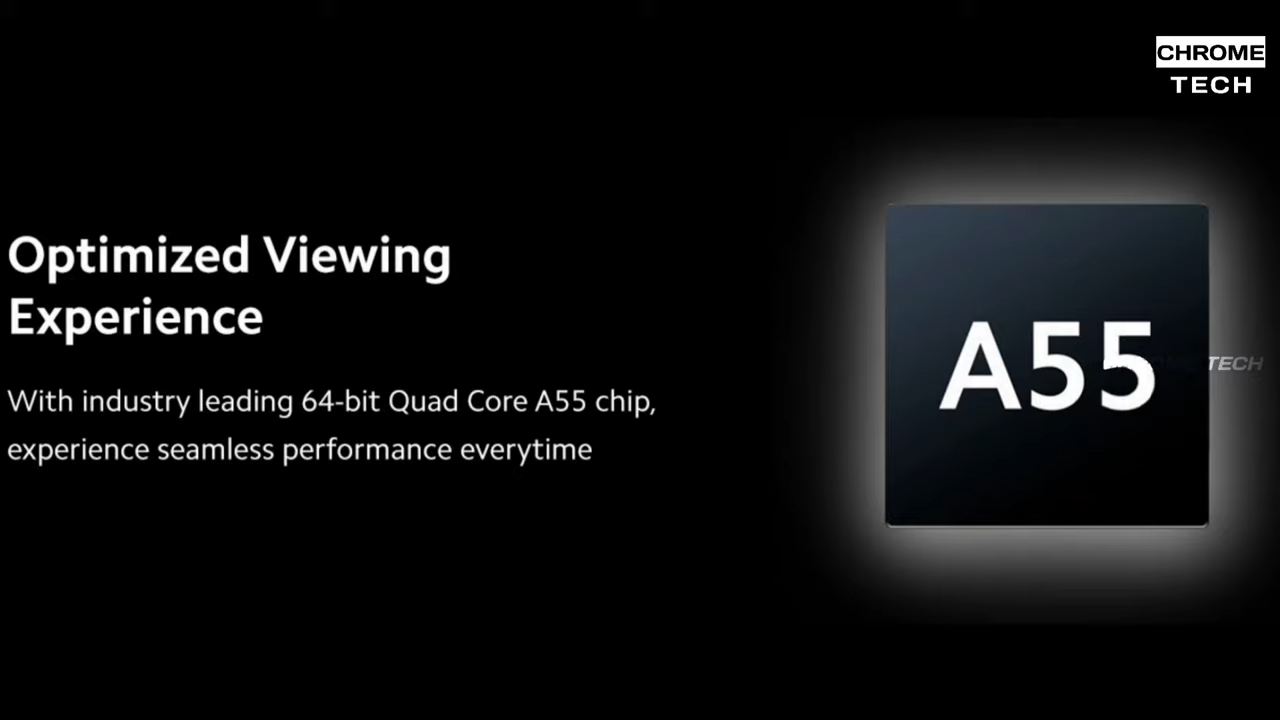 CHROME
TECH
Optimized Viewing
Experience
With industry leading 64-bit Quad Core A55 chip,
experience seamless performance everytime
A55
TECH